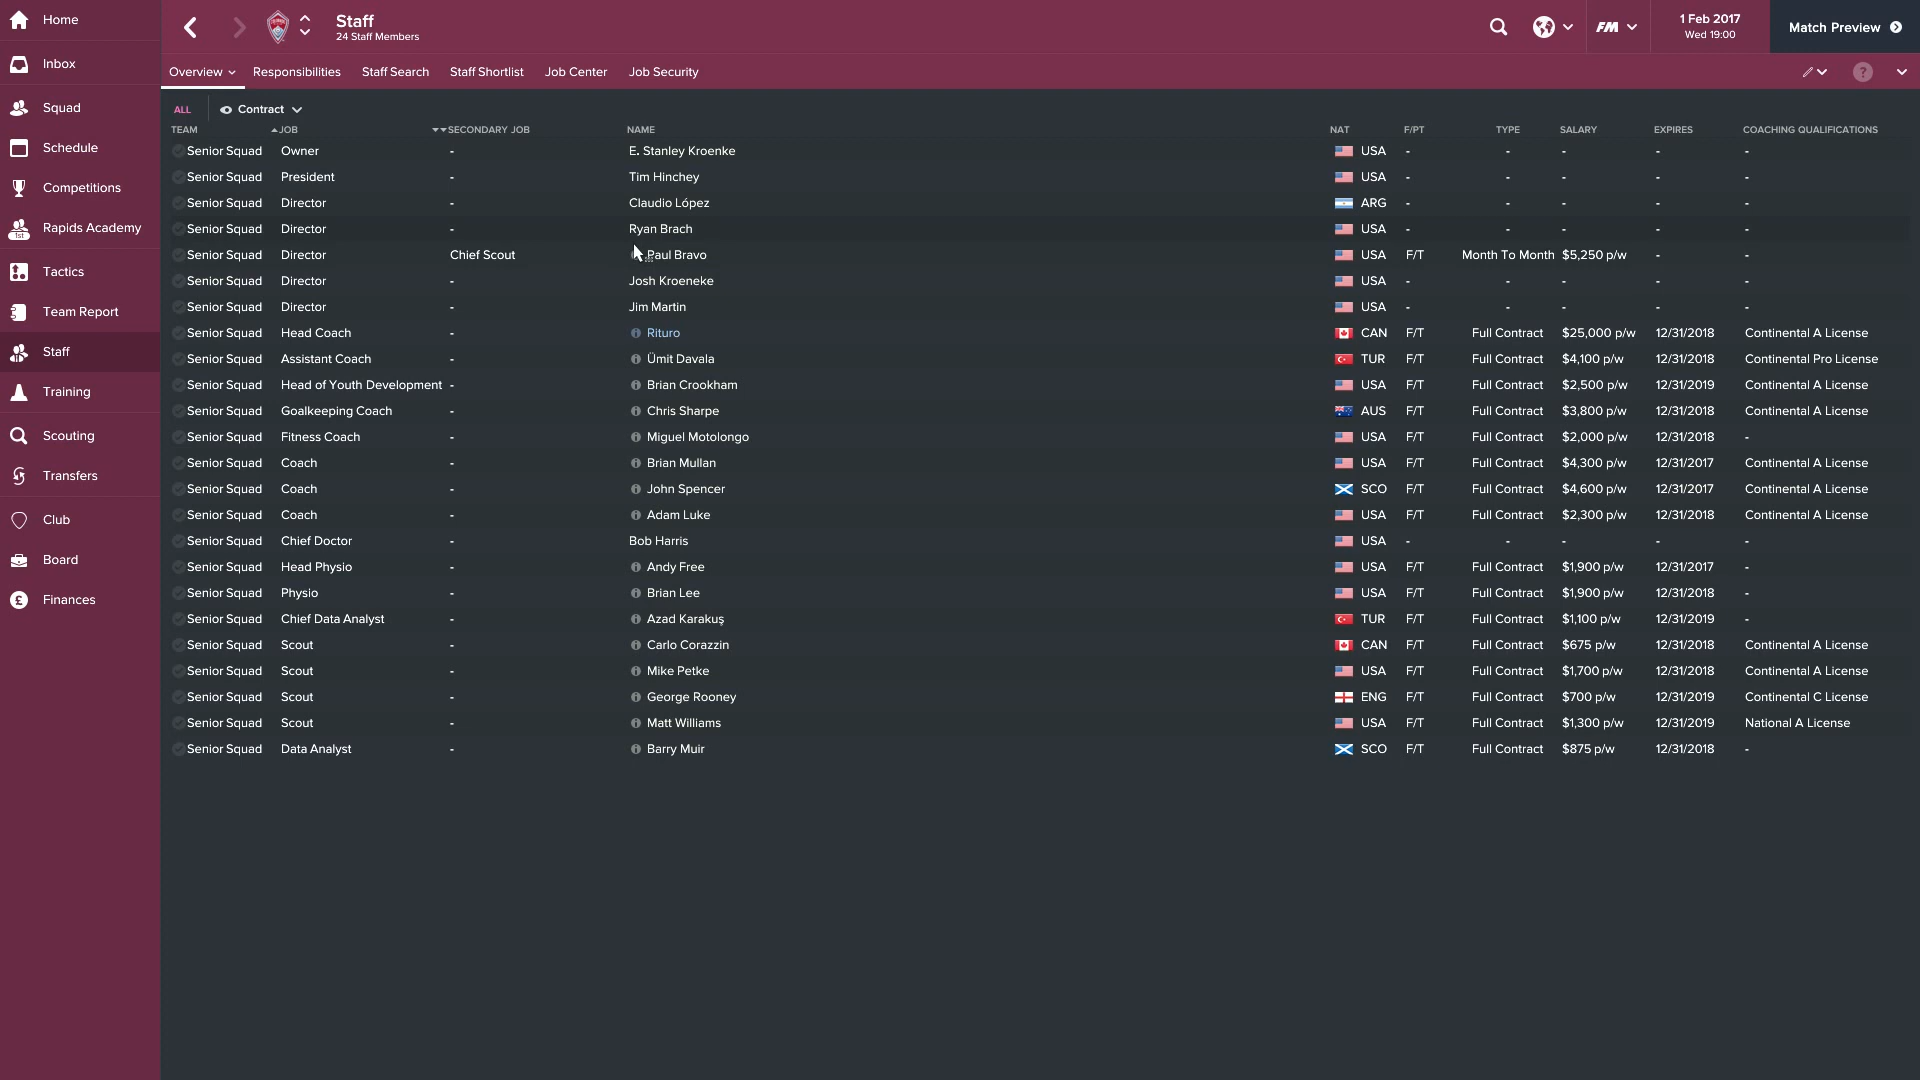 Home
Inbox
Squad
Schedule
Competitions
1st Rapids Academy
Tactics
Team Report
Staff
Training
Scouting
Transfers
Club
Board
£ Finances
Staff
24 Staff Members
FM
1 Feb 2017
Wed 19:00
Match Preview
Overview Responsibilities Staff Search Staff Shortlist Job Center Job Security ?
ALL Contract
TEAM JOB SECONDARY JOB NAME NAT F/PT TYPE SALARY EXPIRES COACHING QUALIFICATIONS
Senior Squad Owner - E. Stanley Kroenke USA - - - - -
Senior Squad President - Tim Hinchey USA - - - - -
Senior Squad Director - Claudio López ARG - - - - -
Senior Squad Director - Ryan Brach USA - - - - -
Senior Squad Director Chief Scout Paul Bravo USA F/T Month To Month $5,250 p/w - -
Senior Squad Director - Josh Kroeneke USA - - - - -
Senior Squad Director - Jim Martin USA - - - - -
Senior Squad Head Coach - Rituro CAN F/T Full Contract $25,000 p/w 12/31/2018 Continental A License
Senior Squad Assistant Coach - Ümit Davala TUR F/T Full Contract $4,100 p/w 12/31/2018 Continental Pro License
Senior Squad Head of Youth Development - Brian Crookham USA F/T Full Contract $2,500 p/w 12/31/2019 Continental A License
Senior Squad Goalkeeping Coach - Chris Sharpe AUS F/T Full Contract $3,800 p/w 12/31/2018 Continental A License
Senior Squad Fitness Coach - Miguel Motolongo USA F/T Full Contract $2,000 p/w 12/31/2018 -
Senior Squad Coach - Brian Mullan USA F/T Full Contract $4,300 p/w 12/31/2017 Continental A License
Senior Squad Coach - John Spencer SCO F/T Full Contract $4,600 p/w 12/31/2017 Continental A License
Senior Squad Coach - Adam Luke USA F/T Full Contract $2,300 p/w 12/31/2018 Continental A License
Senior Squad Chief Doctor - Bob Harris USA - - - - -
Senior Squad Head Physio - Andy Free USA F/T Full Contract $1,900 p/w 12/31/2017 -
Senior Squad Physio - Brian Lee USA F/T Full Contract $1,900 p/w 12/31/2018 -
Senior Squad Chief Data Analyst - Azad Karakuş TUR F/T Full Contract $1,100 p/w 12/31/2019 -
Senior Squad Scout - Carlo Corazzin CAN F/T Full Contract $675 p/w 12/31/2018 Continental A License
Senior Squad Scout - Mike Petke USA F/T Full Contract $1,700 p/w 12/31/2018 Continental A License
Senior Squad Scout - George Rooney ENG F/T Full Contract $700 p/w 12/31/2019 Continental C License
Senior Squad Scout - Matt Williams USA F/T Full Contract $1,300 p/w 12/31/2019 National A License
Senior Squad Data Analyst - Barry Muir SCO F/T Full Contract $875 p/w 12/31/2018 -